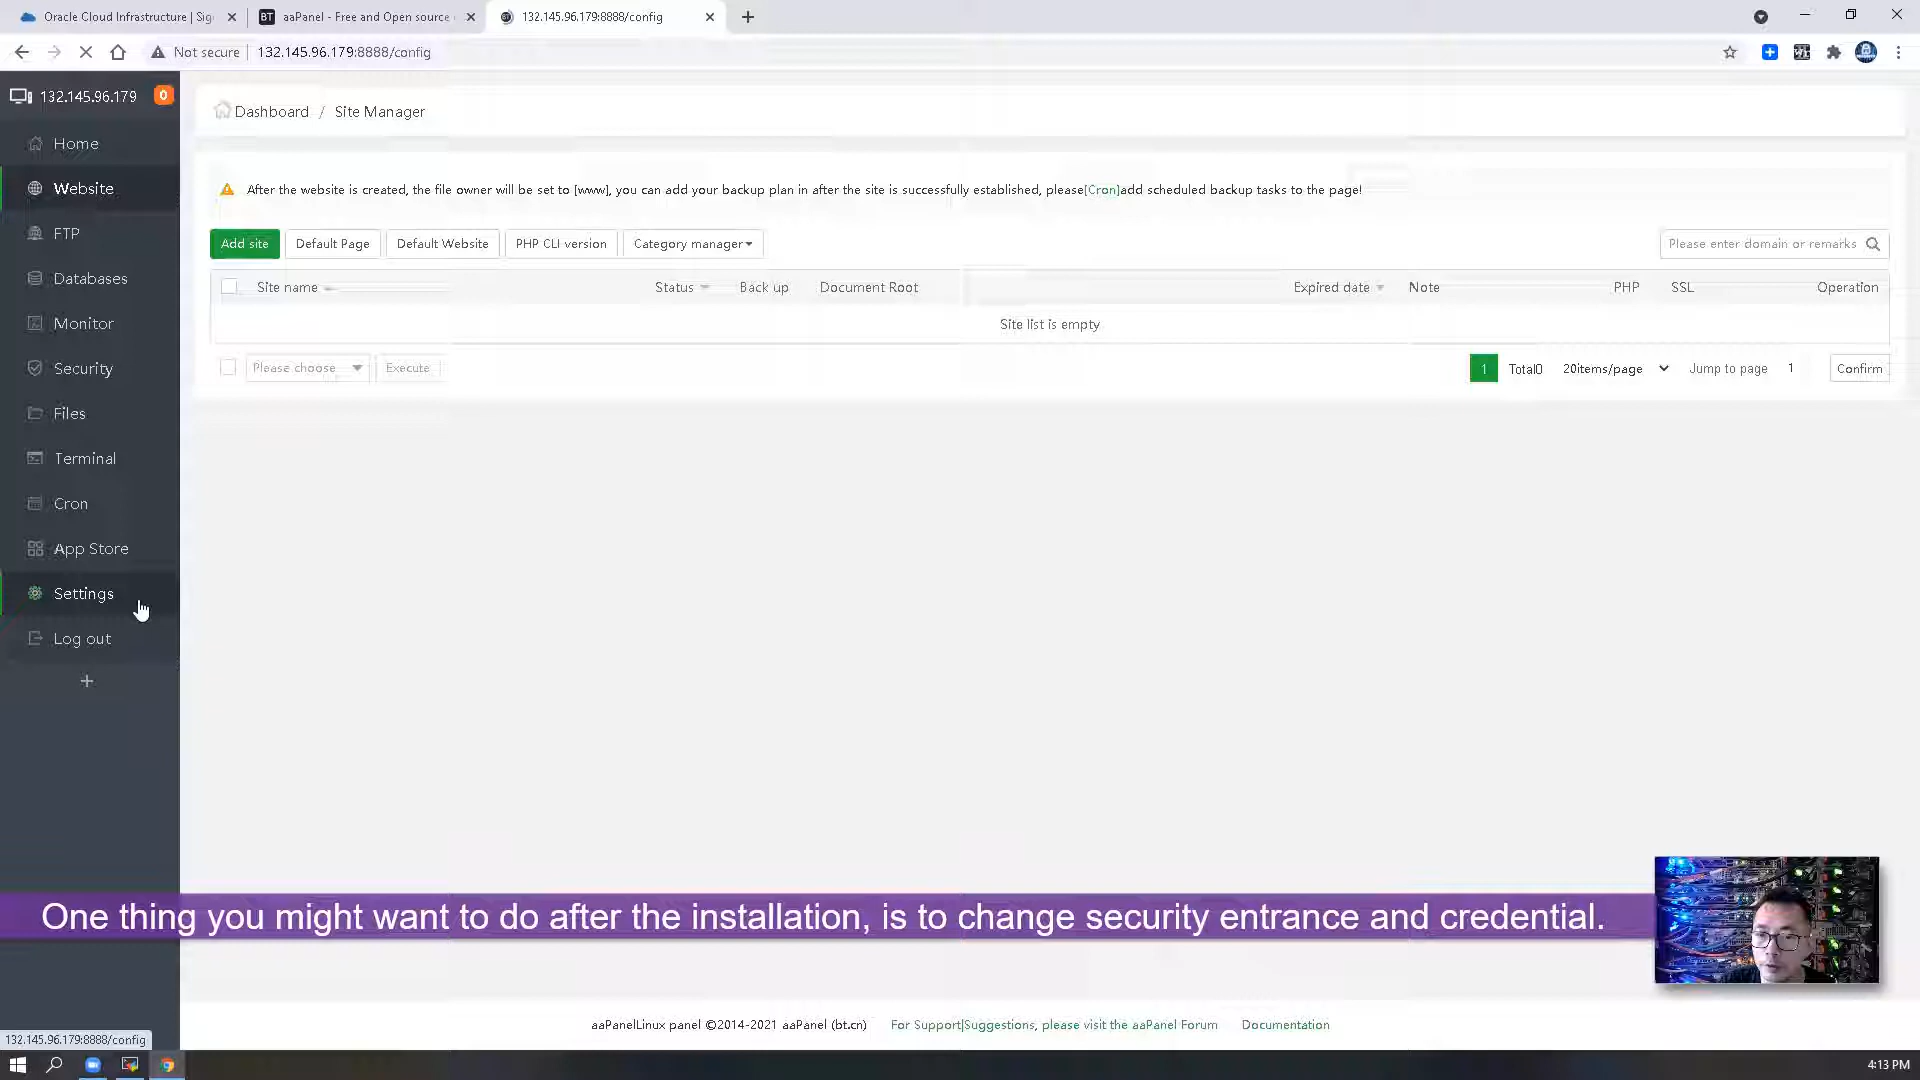 Oracle Cloud Infrastructure | Sig
aaPanel - Free and Open source
132.145.96.179:8888/config
Not secure
132.145.96.179:8888/config
132.145.96.179
0
Home
Website
FTP
Databases
Monitor
Security
Files
Terminal
Cron
App Store
Settings
Log out
Dashboard / Site Manager
After the website is created, the file owner will be set to [www], you can add your backup plan in after the site is successfully established, please[Cron]add scheduled backup tasks to the page!
Add site
Default Page
Default Website
PHP CLI version
Category manager
Please enter domain or remarks
Site name
Status
Back up
Document Root
Expired date
Note
PHP
SSL
Operation
Site list is empty
Please choose
Execute
1
Total0
20items/page
Jump to page
1
Confirm
One thing you might want to do after the installation, is to change security entrance and credential.
aaPanelLinux panel ©2014-2021 aaPanel (bt.cn)
For Support|Suggestions, please visit the aaPanel Forum
Documentation
132.145.96.179:8888/config
4:13 PM